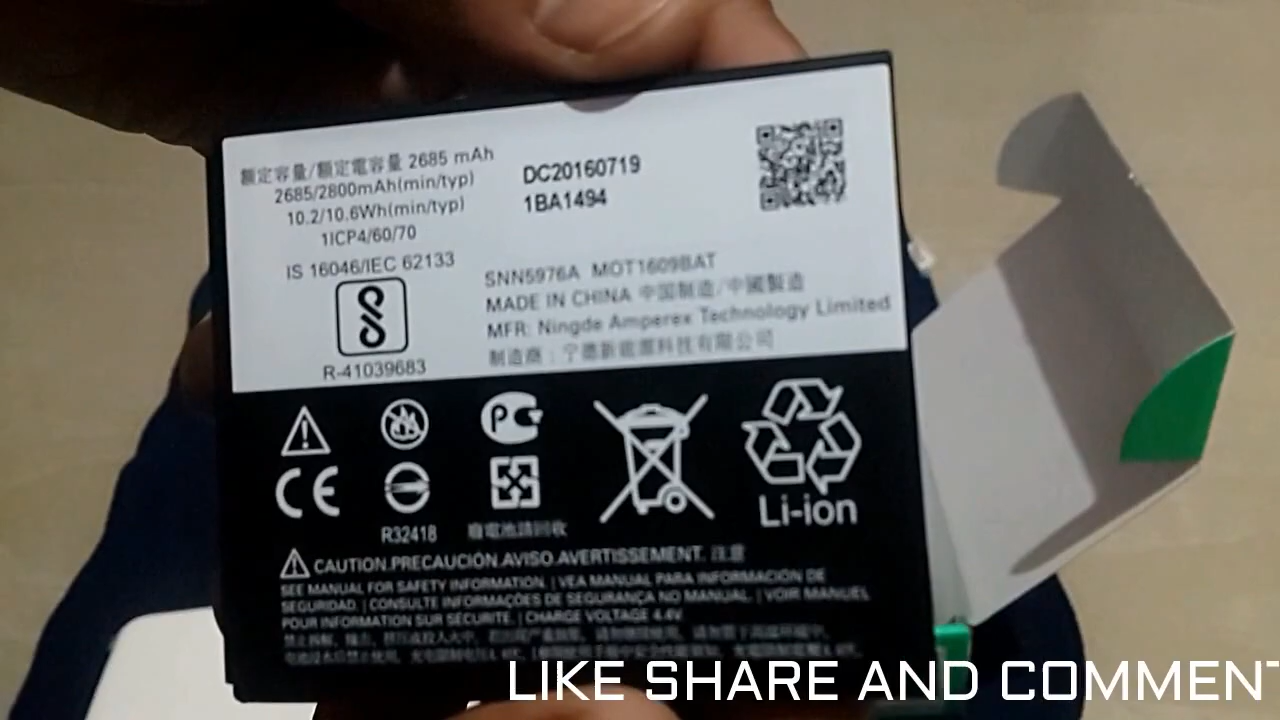 額定容量/額定電容量 2685 mAh
2685/2800mAh(min/typ)
10.2/10.6Wh(min/typ)
1ICP4/60/70
IS 16046/IEC 62133
R-41039683
DC20160719
1BA1494
SNN5976A MOT1609BAT
MADE IN CHINA 中国制造/中國製造
MFR: Ningde Amperex Technology Limited
制造商:宁德新能源科技有限公司
R32418
廢電池請回收
Li-ion
CAUTION.PRECAUCIÓN.AVISO.AVERTISSEMENT. 注意
SEE MANUAL FOR SAFETY INFORMATION. | VEA MANUAL PARA INFORMACIÓN DE
SEGURIDAD. | CONSULTE INFORMAÇÕES DE SEGURANÇA NO MANUAL. | VOIR MANUEL
POUR INFORMATION SUR SÉCURITÉ. | CHARGE VOLTAGE 4.4V
LIKE SHARE AND COMMENT